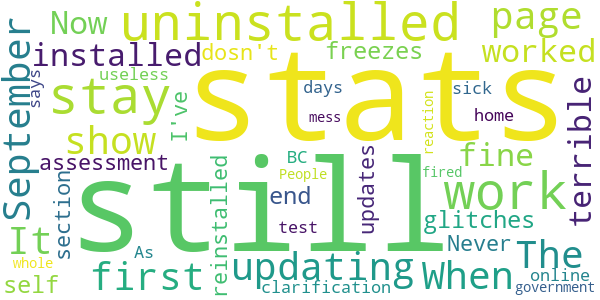 Now
uninstalled
page
September
installed
dosn't
freezes
worked
says
useless
stats
stay
I've
days
sick
show
mess
home
reaction
terrible
assessment
still
BC
People
updates
fine
fired
section
reinstalled
end
work
It
test
glitches
As
updating
when
Never
The
whole
self
first
clarification
online
government